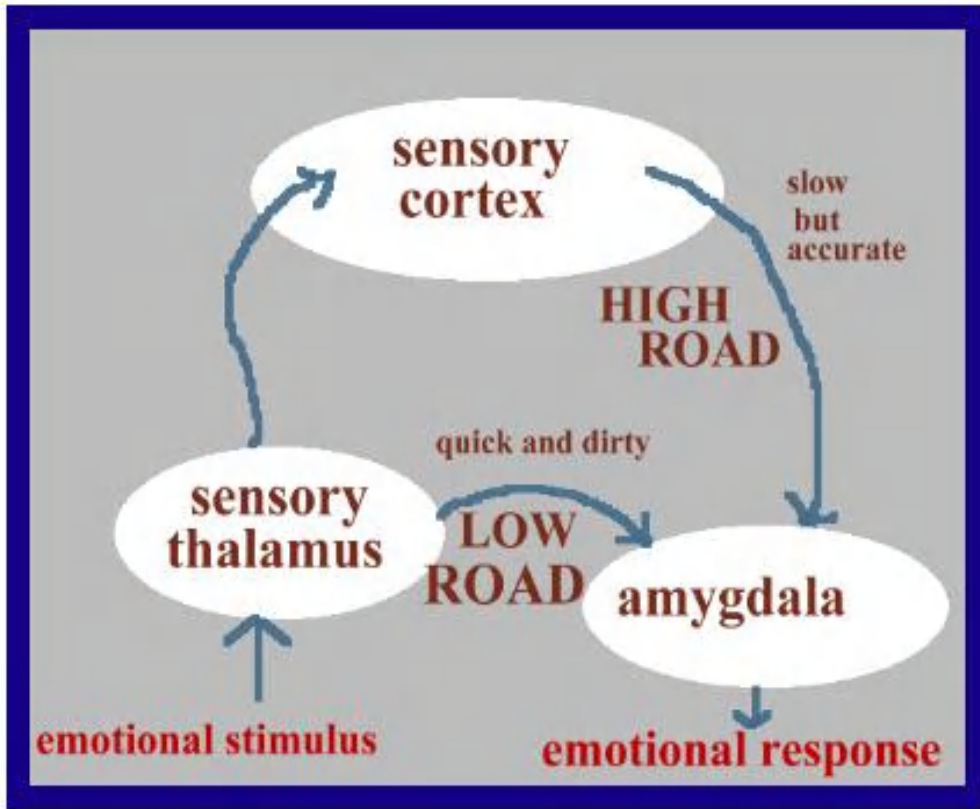 sensory
cortex
slow
but
accurate
HIGH
ROAD
quick and dirty
sensory
thalamus
LOW
ROAD
amygdala
emotional stimulus
emotional response